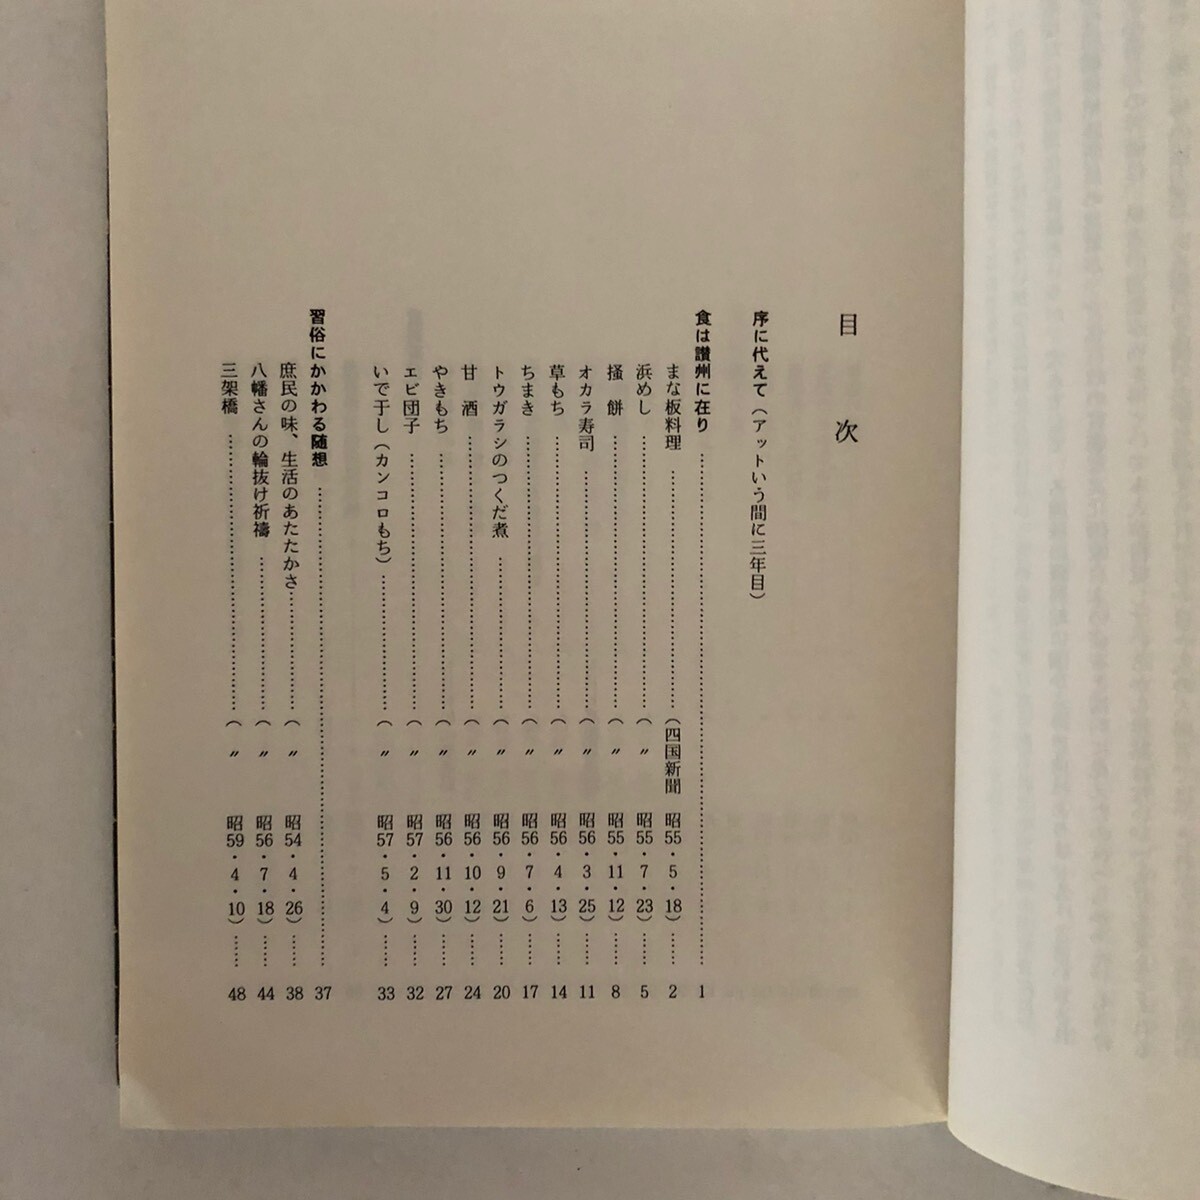 目次
序に代えて（アットいう間に三年目）
食は讃州に在り……1
まな板料理……（四国新聞 昭55・5・18）……2
浜めし……（〃 昭55・7・23）……5
掻餅……（〃 昭55・11・12）……8
オカラ寿司……（〃 昭56・3・25）……11
草もち……（〃 昭56・4・13）……14
ちまき……（〃 昭56・7・6）……17
トウガラシのつくだ煮……（〃 昭56・9・21）……20
甘酒……（〃 昭56・10・12）……24
やきもち……（〃 昭56・11・30）……27
エビ団子……（〃 昭57・2・9）……32
いで干し（カンコロもち）……（〃 昭57・5・4）……33
習俗にかかわる随想……37
庶民の味、生活のあたたかさ……（〃 昭54・4・26）……38
八幡さんの輪抜け祈禱……（〃 昭56・7・18）……44
三架橋……（〃 昭59・4・10）……48